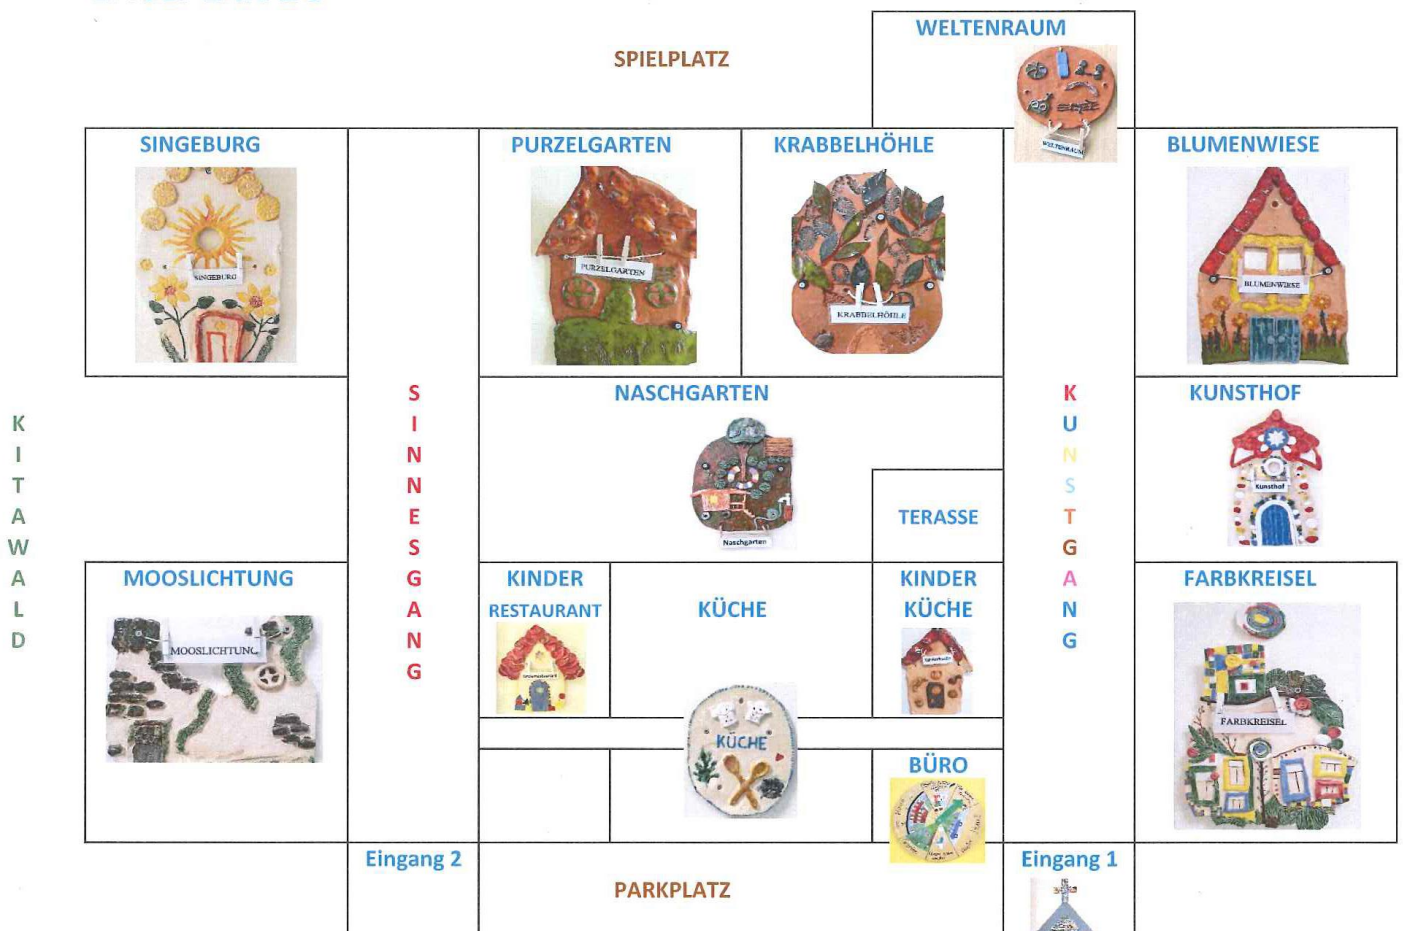 WELTENRAUM
SPIELPLATZ
WELTENRAUM
SINGEBURG
PURZELGARTEN
KRABBELHÖHLE
BLUMENWIESE
SINGEBURG
PURZELGARTEN
KRABBELHÖHLE
BLUMENWIESE
KITAWALD
SINNESGANG
NASCHGARTEN
Naschgarten
TERASSE
KUNSTGANG
KUNSTHOF
Kunsthof
MOOSLICHTUNG
MOOSLICHTUNG
KINDER
RESTAURANT
KÜCHE
KÜCHE
KINDER
KÜCHE
BÜRO
FARBKREISEL
FARBKREISEL
Eingang 2
PARKPLATZ
Eingang 1